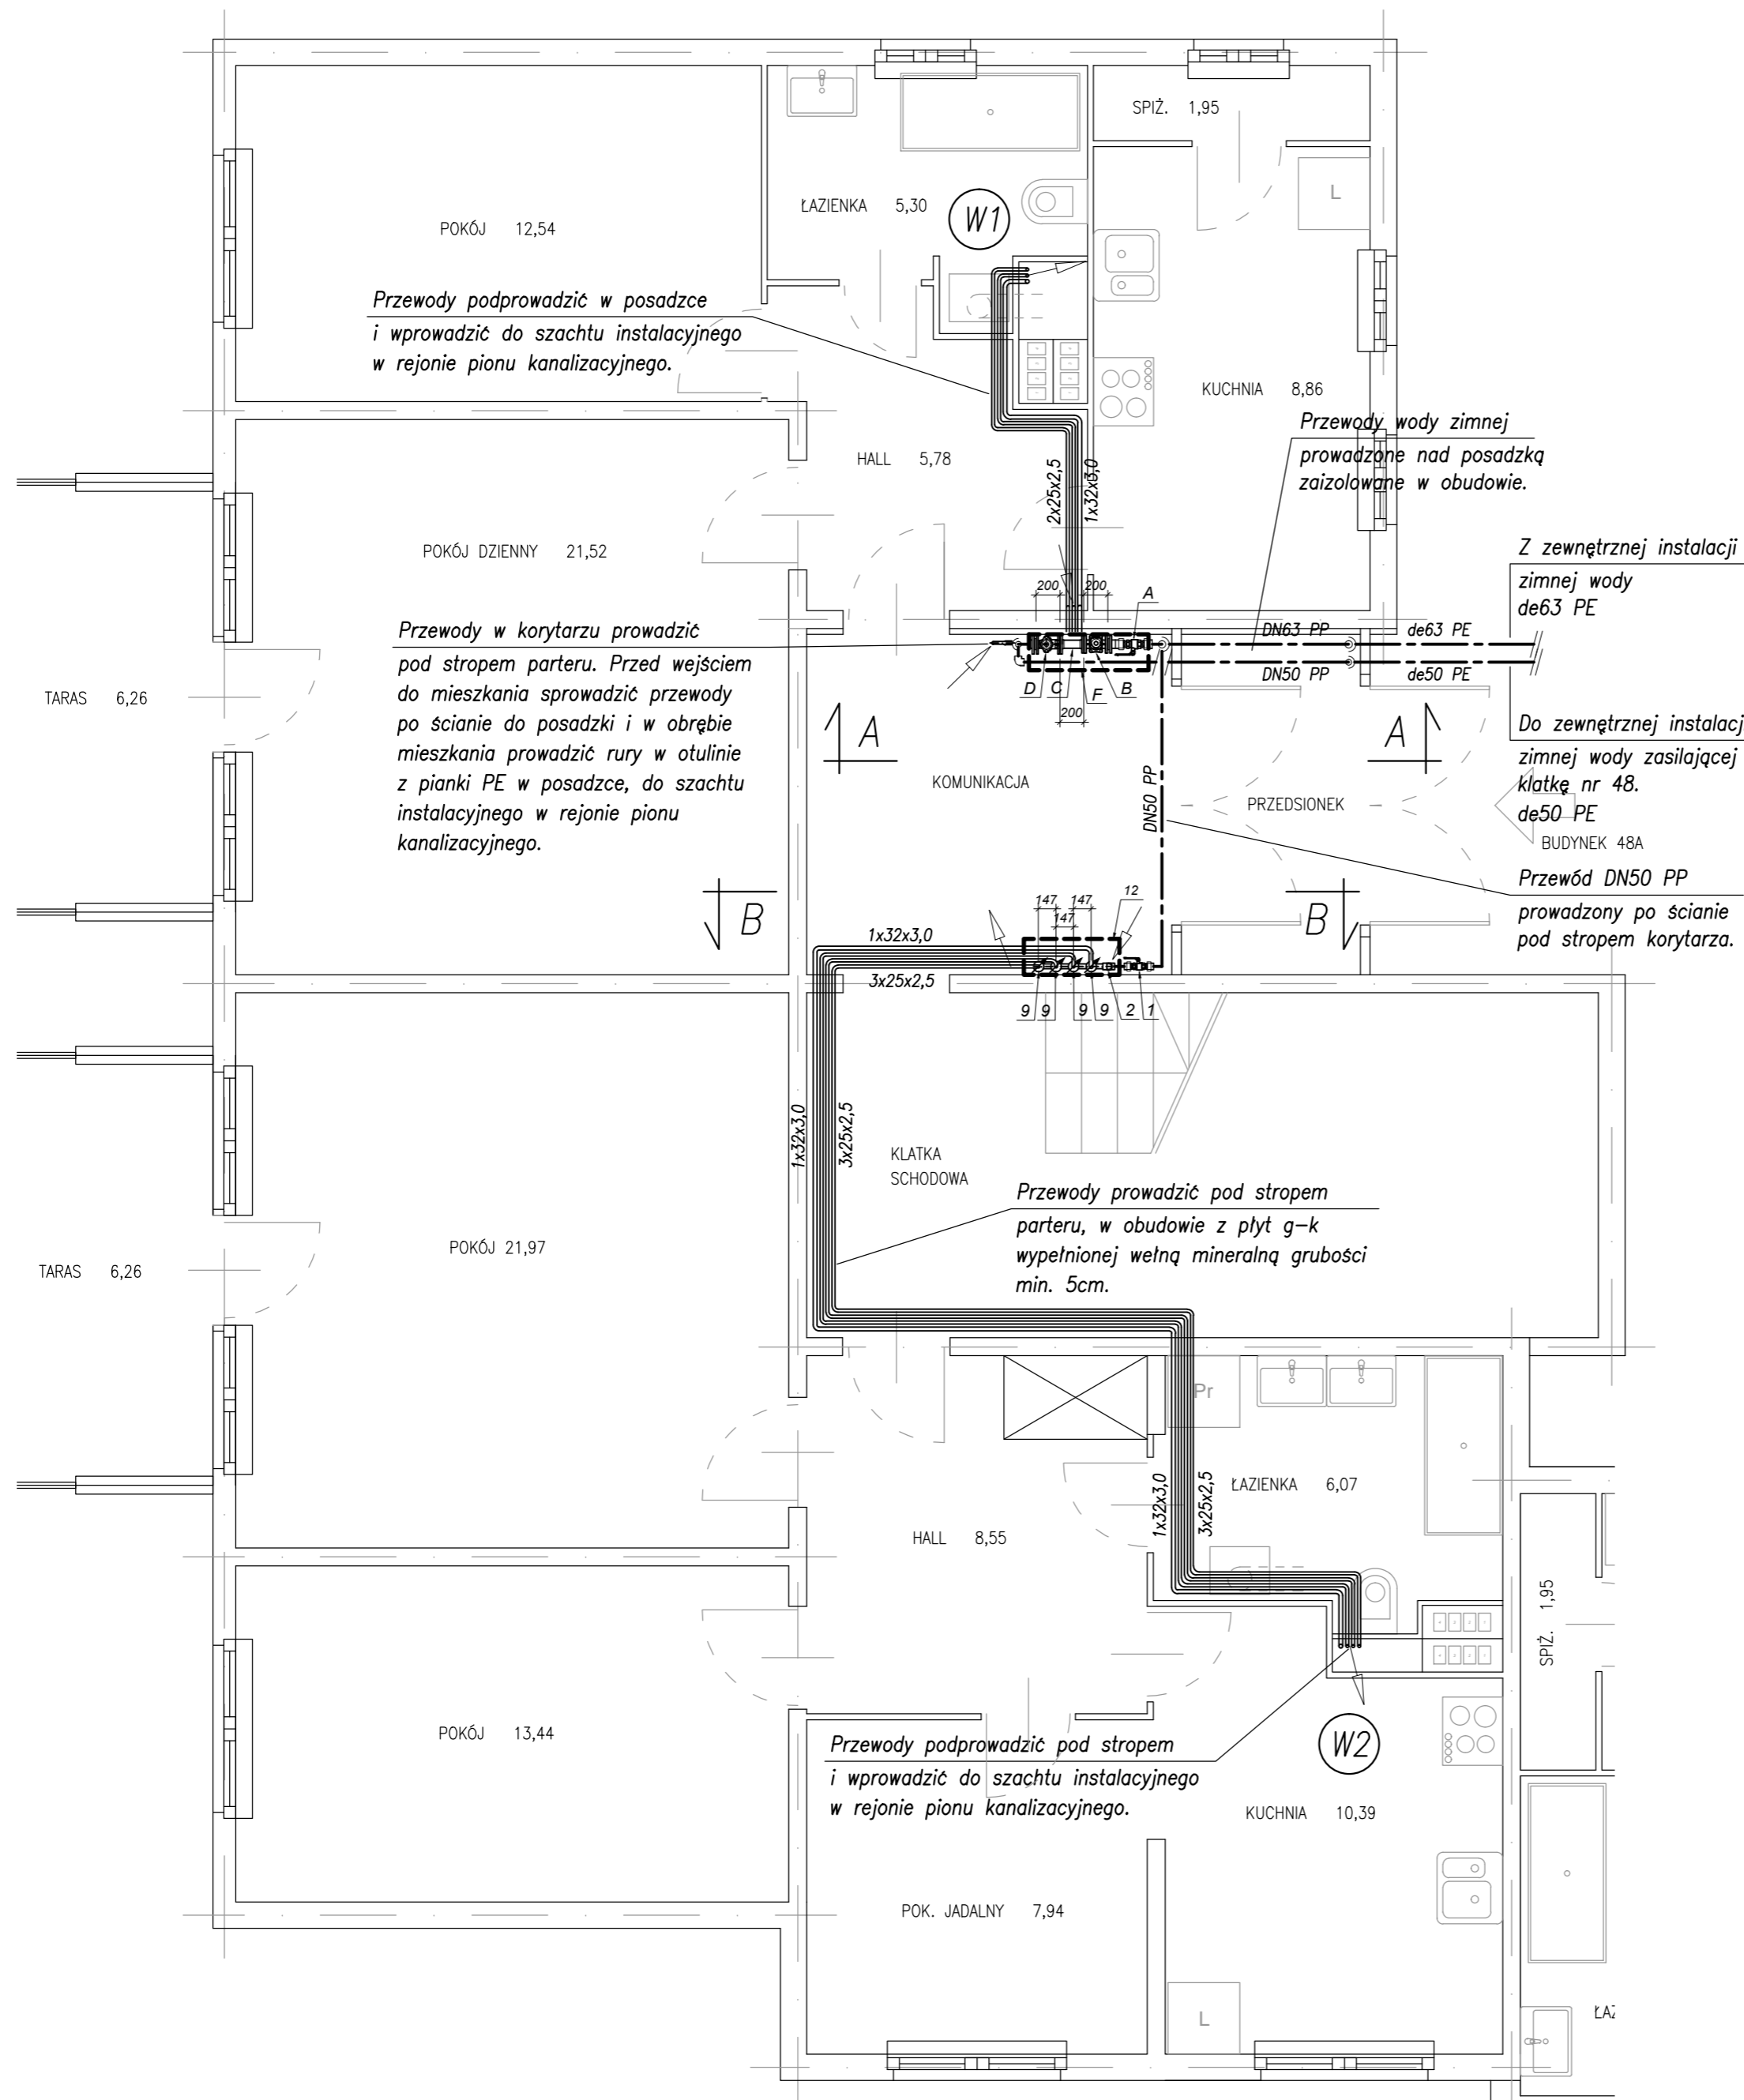 SPIŻ. 1,95
ŁAZIENKA 5,30
W1
L
POKÓJ 12,54
Przewody podprowadzić w posadzce
i wprowadzić do szachtu instalacyjnego
w rejonie pionu kanalizacyjnego.
KUCHNIA 8,86
Przewody wody zimnej
prowadzone nad posadzką
zaizolowane w obudowie.
HALL 5,78
2x25x2,5
1x32x3,0
POKÓJ DZIENNY 21,52
Z zewnętrznej instalacji
zimnej wody
de63 PE
200
200
A
Przewody w korytarzu prowadzić
pod stropem parteru. Przed wejściem
do mieszkania sprowadzić przewody
po ścianie do posadzki i w obrębie
mieszkania prowadzić rury w otulinie
z pianki PE w posadzce, do szachtu
instalacyjnego w rejonie pionu
kanalizacyjnego.
DN63 PP
de63 PE
DN50 PP
de50 PE
D
C
F
B
200
TARAS 6,26
A
A
Do zewnętrznej instalacj
zimnej wody zasilającej
klatkę nr 48.
de50 PE
KOMUNIKACJA
DN50 PP
PRZEDSIONEK
BUDYNEK 48A
Przewód DN50 PP
prowadzony po ścianie
pod stropem korytarza.
B
B
147
147
147
12
1x32x3,0
3x25x2,5
9
9
9
9
2
1
1x32x3,0
3x25x2,5
KLATKA
SCHODOWA
Przewody prowadzić pod stropem
parteru, w obudowie z płyt g-k
wypełnionej wełną mineralną grubości
min. 5cm.
POKÓJ 21,97
TARAS 6,26
Pr
ŁAZIENKA 6,07
1x32x3,0
3x25x2,5
HALL 8,55
SPIŻ. 1,95
POKÓJ 13,44
Przewody podprowadzić pod stropem
i wprowadzić do szachtu instalacyjnego
w rejonie pionu kanalizacyjnego.
W2
KUCHNIA 10,39
POK. JADALNY 7,94
L
ŁAZ